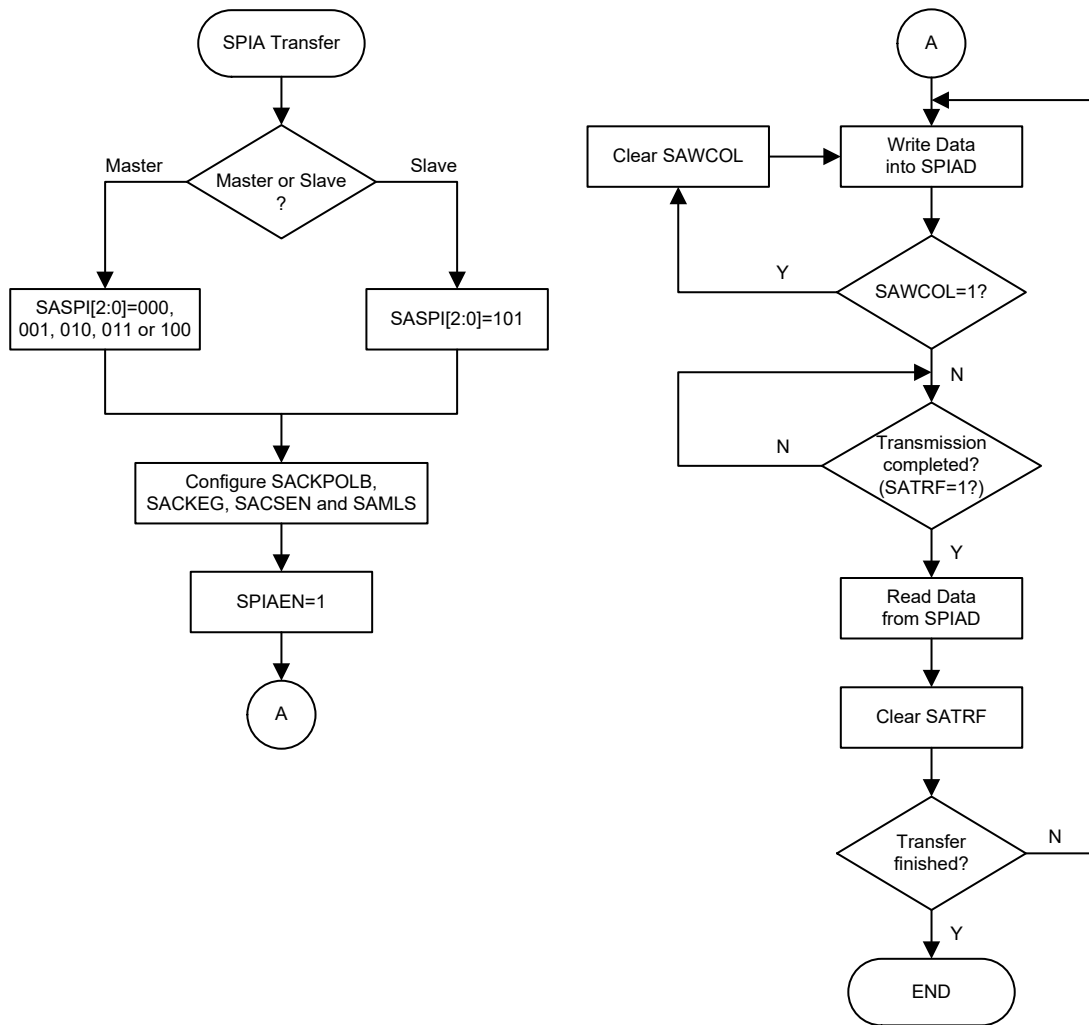 SPIA Transfer
Master
Slave
Master or Slave
?
SASPI[2:0]=000,
001, 010, 011 or 100
SASPI[2:0]=101
Configure SACKPOLB,
SACKEG, SACSEN and SAMLS
SPIAEN=1
A
A
Clear SAWCOL
Write Data
into SPIAD
Y
SAWCOL=1?
N
N
Transmission
completed?
(SATRF=1?)
Y
Read Data
from SPIAD
Clear SATRF
Transfer
finished?
N
Y
END